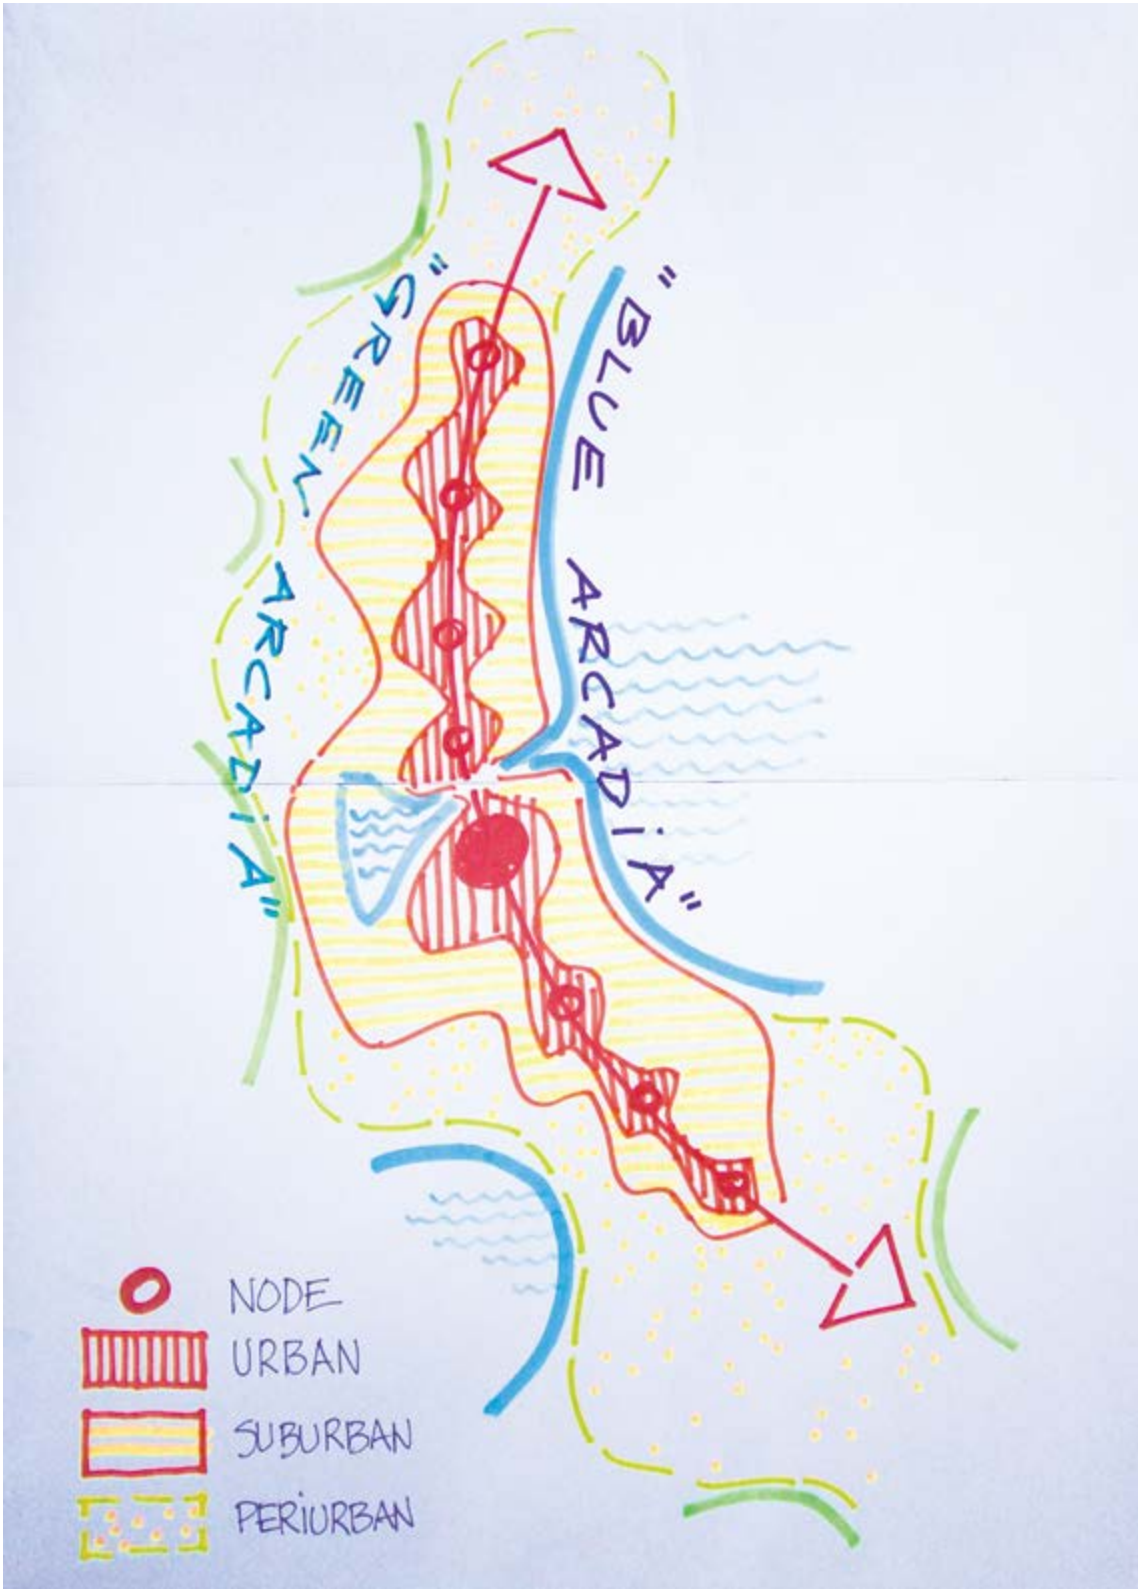 "GREEN ARCADiA"
"BLUE ARCADiA"
NODE
URBAN
SUBURBAN
PERiURBAN